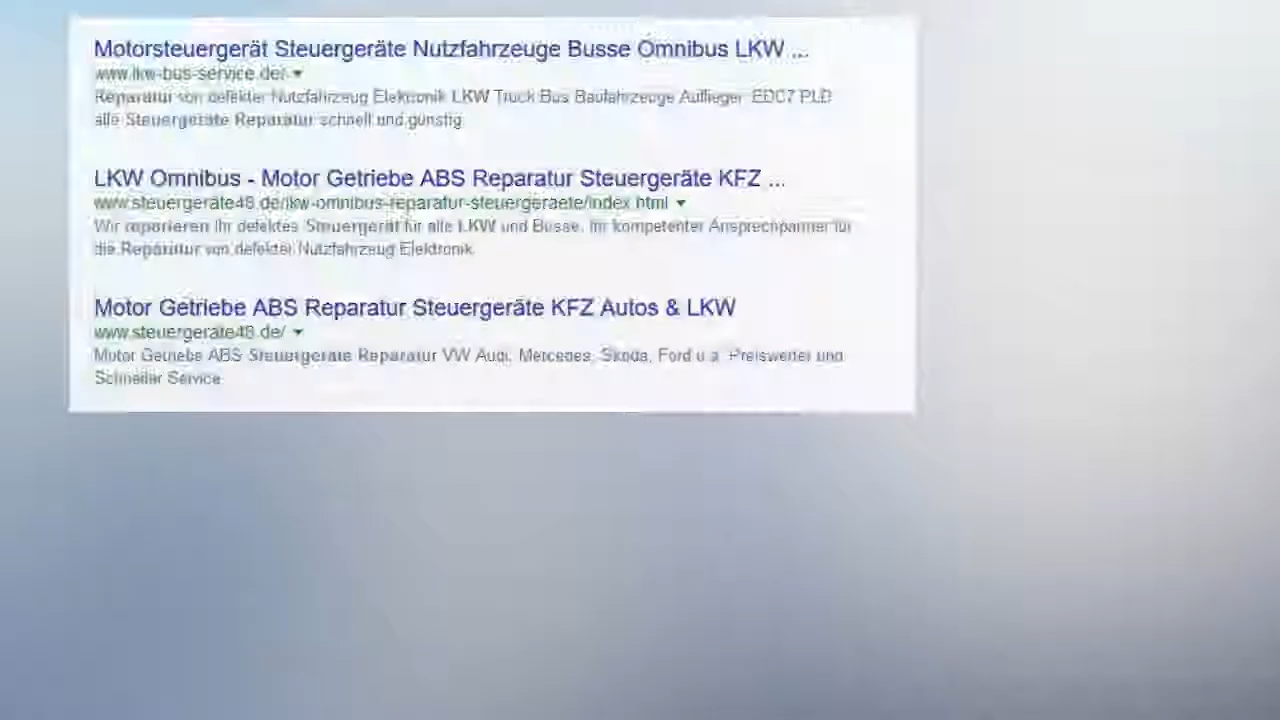 Motorsteuergerät Steuergeräte Nutzfahrzeuge Busse Omnibus LKW ...
www.lkw-bus-service.de/
Reparatur von defekter Nutzfahrzeug Elektronik LKW Truck Bus Baufahrzeuge Auflieger EDC7 PLD
alle Steuergeräte Reparatur schnell und günstig
LKW Omnibus - Motor Getriebe ABS Reparatur Steuergeräte KFZ ...
www.steuergeräte48.de/lkw-omnibus-reparatur-steuergeraete/index.html
Wir reparieren Ihr defektes Steuergerät für alle LKW und Busse. Ihr kompetenter Ansprechpartner für
die Reparatur von defekter Nutzfahrzeug Elektronik.
Motor Getriebe ABS Reparatur Steuergeräte KFZ Autos & LKW
www.steuergeräte48.de/
Motor Getriebe ABS Steuergeräte Reparatur VW Audi, Mercedes, Skoda, Ford u.a. Preiswerter und
Schneller Service